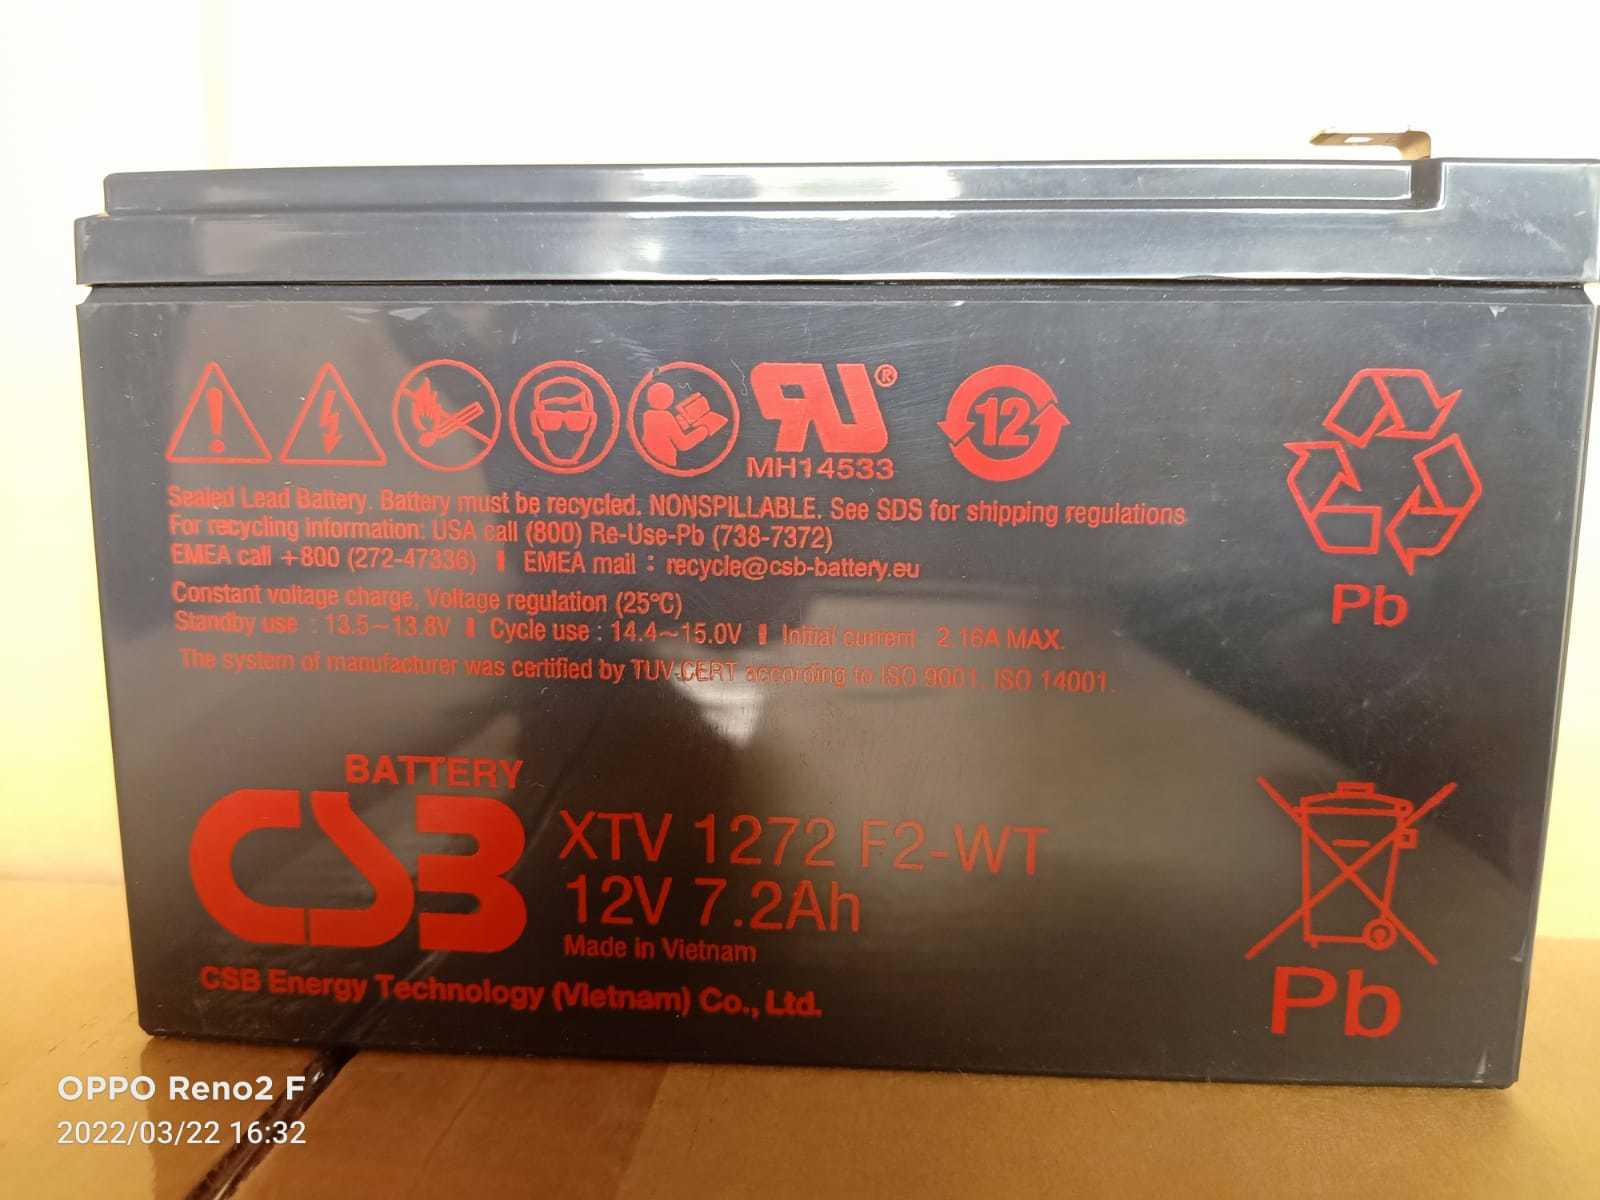 RU®
MH14533
12
Sealed Lead Battery. Battery must be recycled. NONSPILLABLE. See SDS for shipping regulations
For recycling information: USA call (800) Re-Use-Pb (738-7372)
EMEA call +800 (272-47336) | EMEA mail : recycle@csb-battery.eu
Constant voltage charge, Voltage regulation (25°C)
Standby use : 13.5~13.8V | Cycle use : 14.4~15.0V | Initial current : 2.16A MAX.
The system of manufacturer was certified by TUV-CERT according to ISO 9001, ISO 14001.
Pb
BATTERY
CSB
XTV 1272 F2-WT
12V 7.2Ah
Made in Vietnam
CSB Energy Technology (Vietnam) Co., Ltd.
Pb
OPPO Reno2 F
2022/03/22 16:32